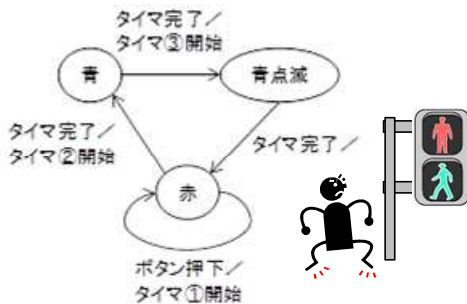 タイマ完了／
タイマ③開始
青
青点滅
タイマ完了／
タイマ②開始
タイマ完了／
赤
ボタン押下／
タイマ①開始